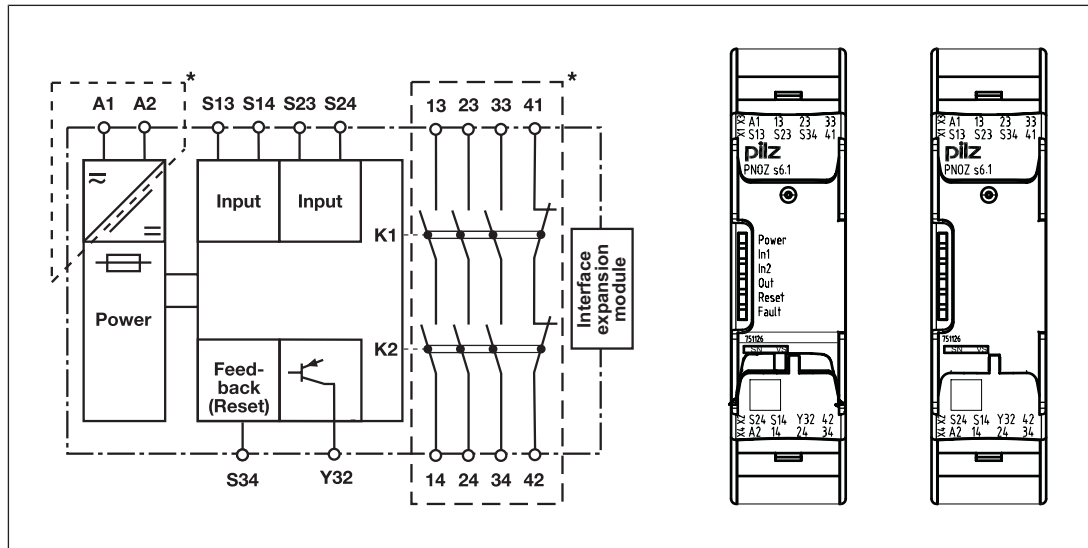 *
*
A1 A2 S13 S14 S23 S24 13 23 33 41
Input Input
K1
Power
Interface expansion module
K2
Feed-
back
(Reset)
S34 Y32 14 24 34 42
X1 X3
A1 13 23 33
S13 S23 S34 41
pilz
PNOZ s6.1
Power
In1
In2
Out
Reset
Fault
751126
SN VS
X4 X2
S24 S14 Y32 42
A2 14 24 34
X1 X3
A1 13 23 33
S13 S23 S34 41
pilz
PNOZ s6.1
751126
SN VS
X4 X2
S24 S14 Y32 42
A2 14 24 34